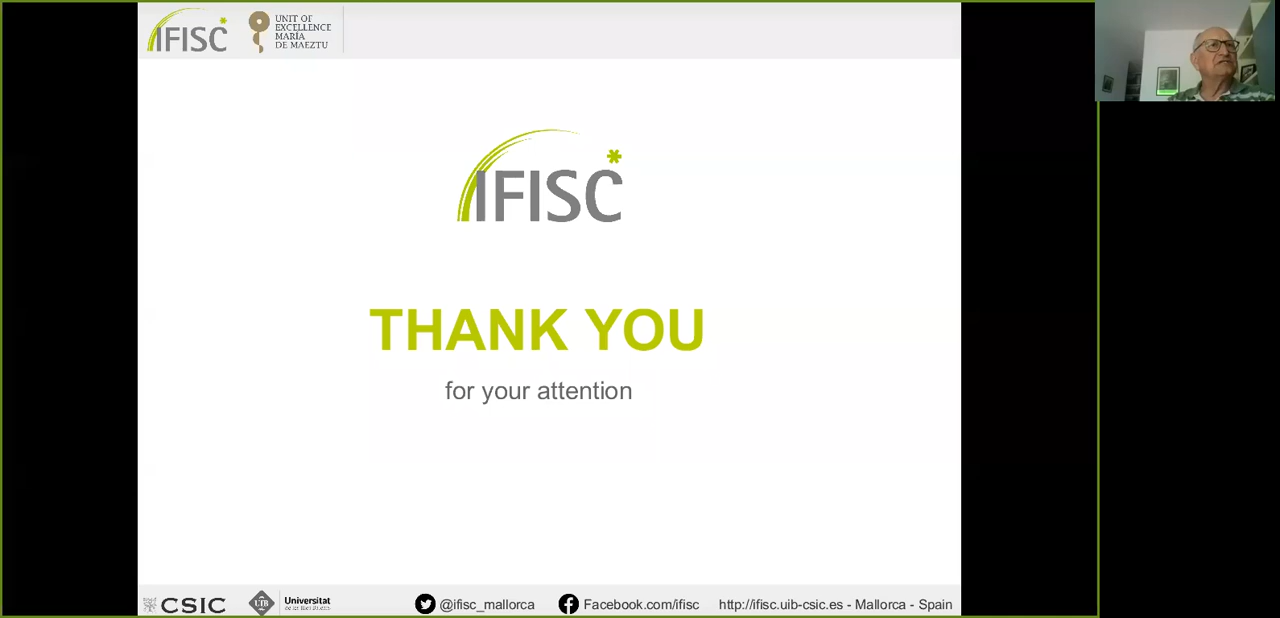 IFISC
UNIT OF
EXCELLENCE
MARÍA
DE MAEZTU
IFISC
THANK YOU
for your attention
CSIC
UIB
Universitat
@ifisc_mallorca
Facebook.com/ifisc
http://ifisc.uib-csic.es - Mallorca - Spain